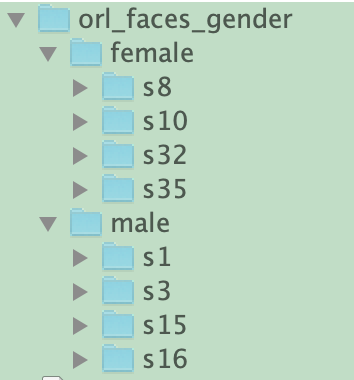 orl_faces_gender
female
s8
s10
s32
s35
male
s1
s3
s15
s16